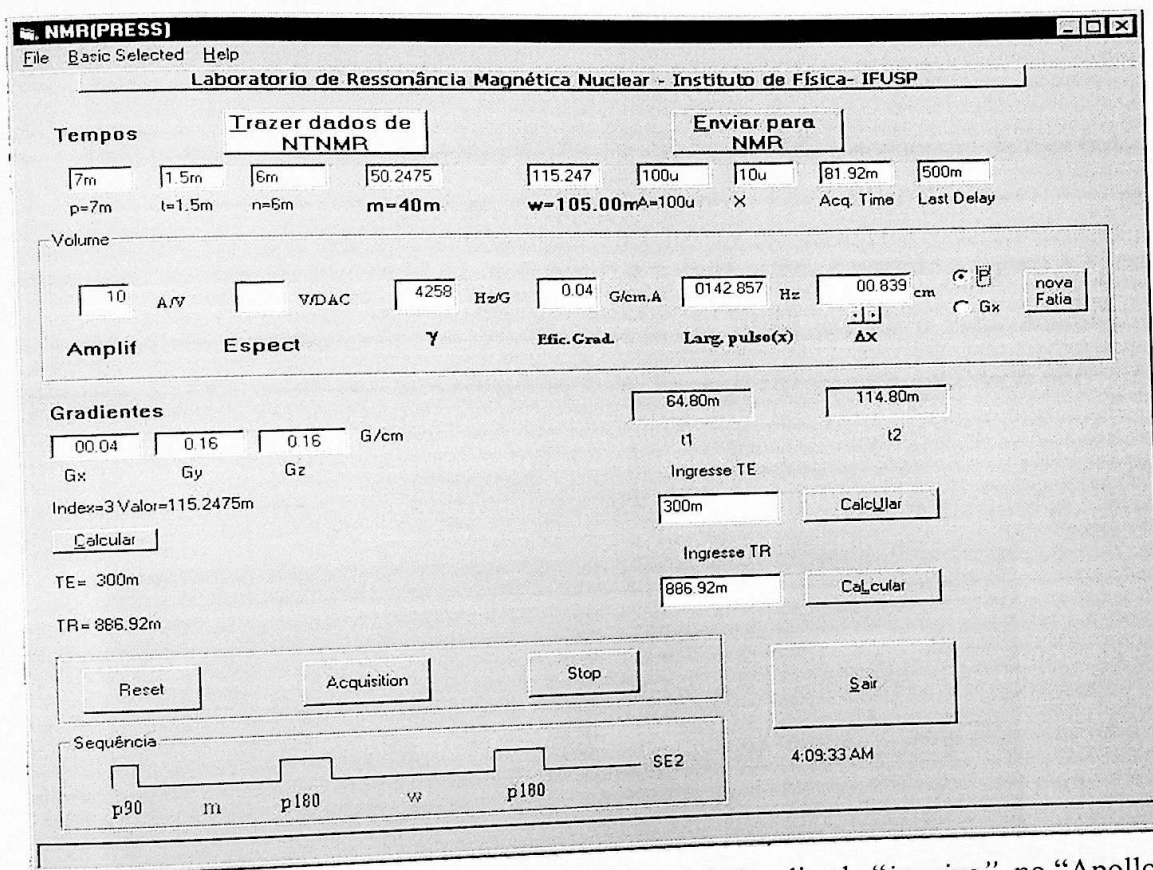 NMR(PRESS)
File Basic Selected Help
Laboratorio de Ressonância Magnética Nuclear - Instituto de Física- IFUSP
Tempos
Trazer dados de
NTNMR
Enviar para
NMR
7m 1.5m 6m 50.2475 115.247 100u 10u 81.92m 500m
p=7m t=1.5m n=6m m=40m w=105.00m A=100u X Acq. Time Last Delay
Volume
10 A/V V/DAC 4258 Hz/G 0.04 G/cm.A 0142.857 Hz 00.839 cm P
Gx
nova
Fatia
Amplif Espect γ Efic.Grad. Larg. pulso(x) ΔX
Gradientes
64.80m 114.80m
00.04 0.16 0.16 G/cm
t1 t2
Gx Gy Gz
Ingresse TE
Index=3 Valor=115.2475m
300m CalcUlar
Calcular
Ingresse TR
TE= 300m
886.92m CaLcular
TR= 886.92m
Reset Acquisition Stop Sair
Sequência
SE2
4:09:33 AM
p90 m p180 w p180
"Apollo